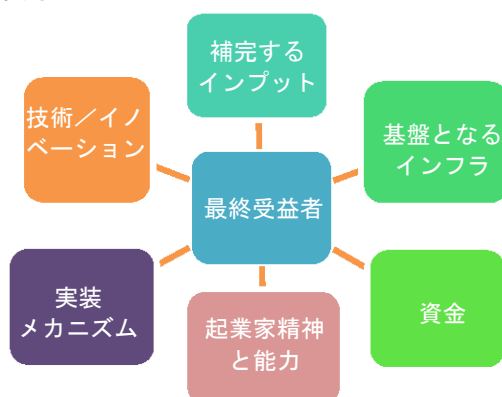 補完する
インプット
技術／イノ
ベーション
基盤となる
インフラ
最終受益者
実装
メカニズム
起業家精神
と能力
資金